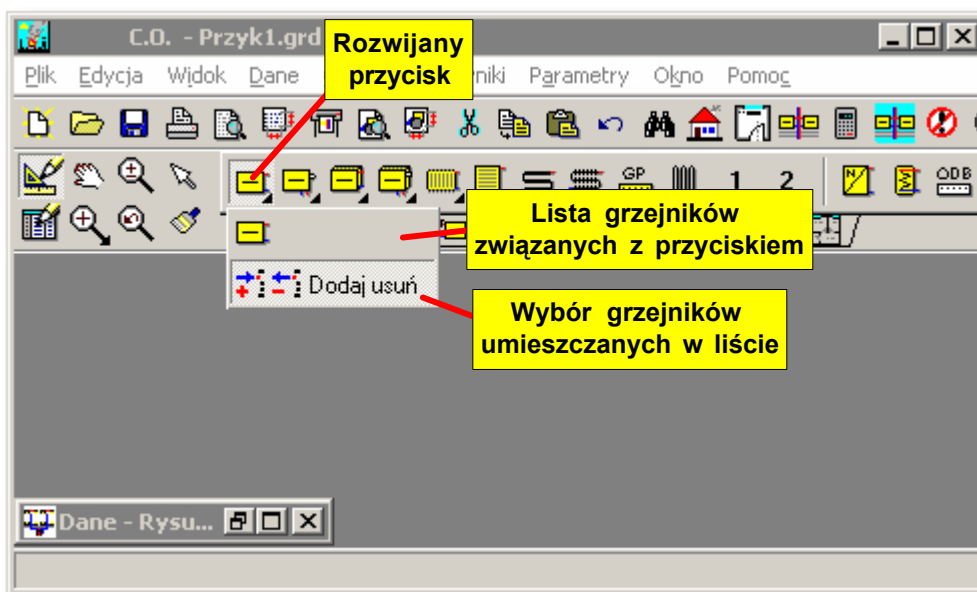 C.O. - Przyk1.grd
Rozwijany
przycisk
Plik Edycja Widok Dane Parametry Okno Pomoc
GP 1 2 N ODB
Lista grzejników
związanych z przyciskiem
Dodaj usuń
Wybór grzejników
umieszczanych w liście
Dane - Rysu...